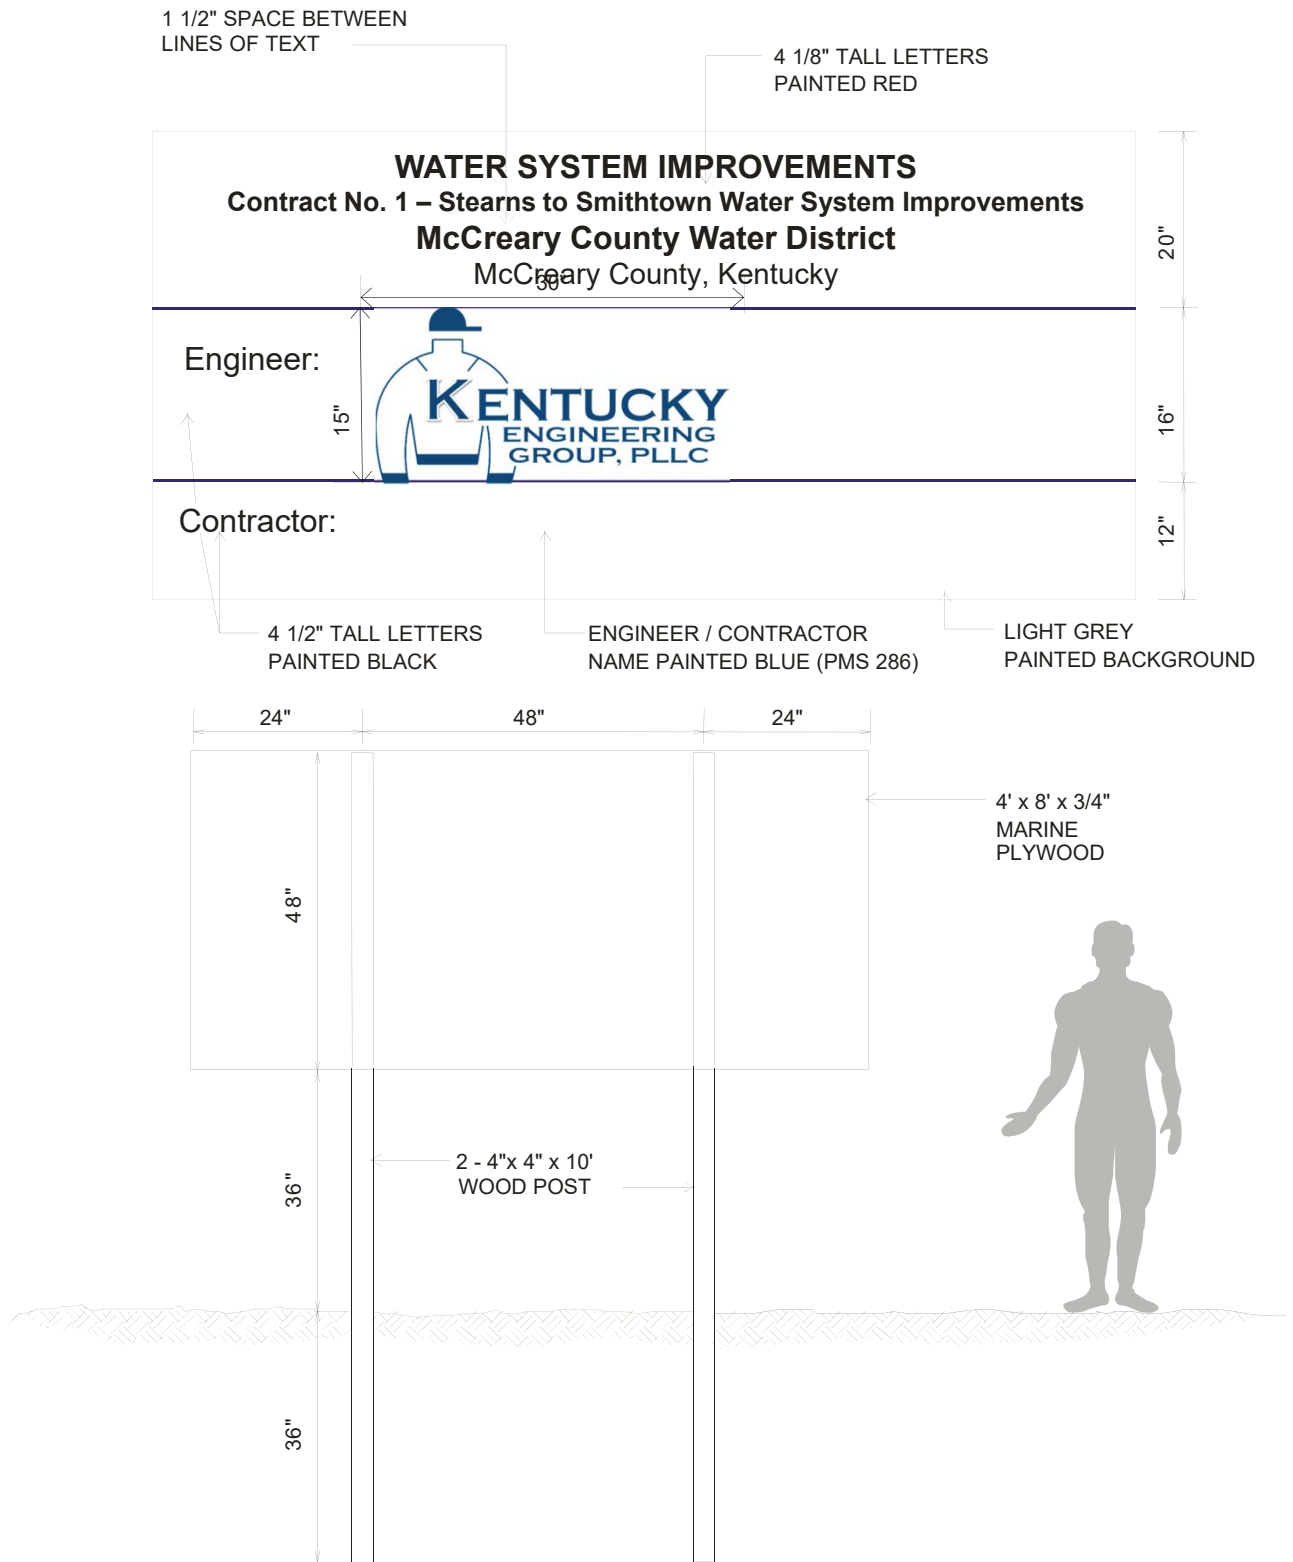 1 1/2" SPACE BETWEEN
LINES OF TEXT
4 1/8" TALL LETTERS
PAINTED RED
WATER SYSTEM IMPROVEMENTS
Contract No. 1 – Stearns to Smithtown Water System Improvements
McCreary County Water District
McCreary County, Kentucky
20"
30"
Engineer:
15"
KENTUCKY
ENGINEERING
GROUP, PLLC
16"
Contractor:
12"
4 1/2" TALL LETTERS
PAINTED BLACK
ENGINEER / CONTRACTOR
NAME PAINTED BLUE (PMS 286)
LIGHT GREY
PAINTED BACKGROUND
24"
48"
24"
4' x 8' x 3/4"
MARINE
PLYWOOD
48"
2 - 4"x 4" x 10'
WOOD POST
36"
36"